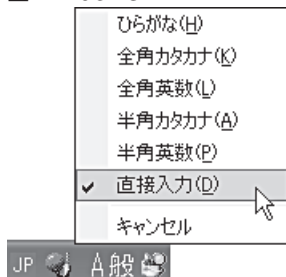 ひらがな(H)
全角カタカナ(K)
全角英数(L)
半角カタカナ(A)
半角英数(P)
直接入力(D)
キャンセル
JP A般